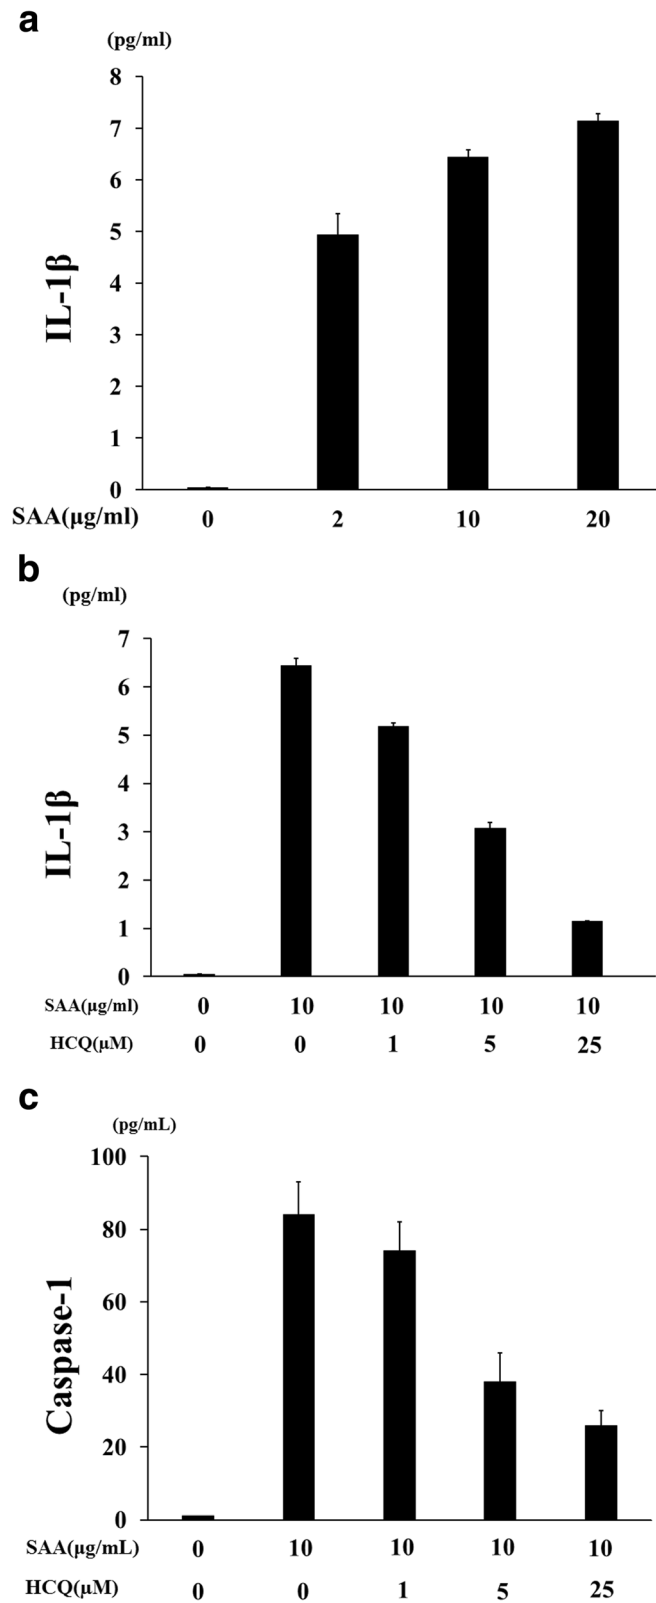 a
(pg/ml)
8
7
6
5
4
3
2
1
0
IL-1β
SAA(μg/ml) 0 2 10 20
b
(pg/ml)
7
6
5
4
3
2
1
0
IL-1β
SAA(μg/ml) 0 10 10 10 10
HCQ(μM) 0 0 1 5 25
c
(pg/mL)
100
80
60
40
20
0
Caspase-1
SAA(μg/mL) 0 10 10 10 10
HCQ(μM) 0 0 1 5 25